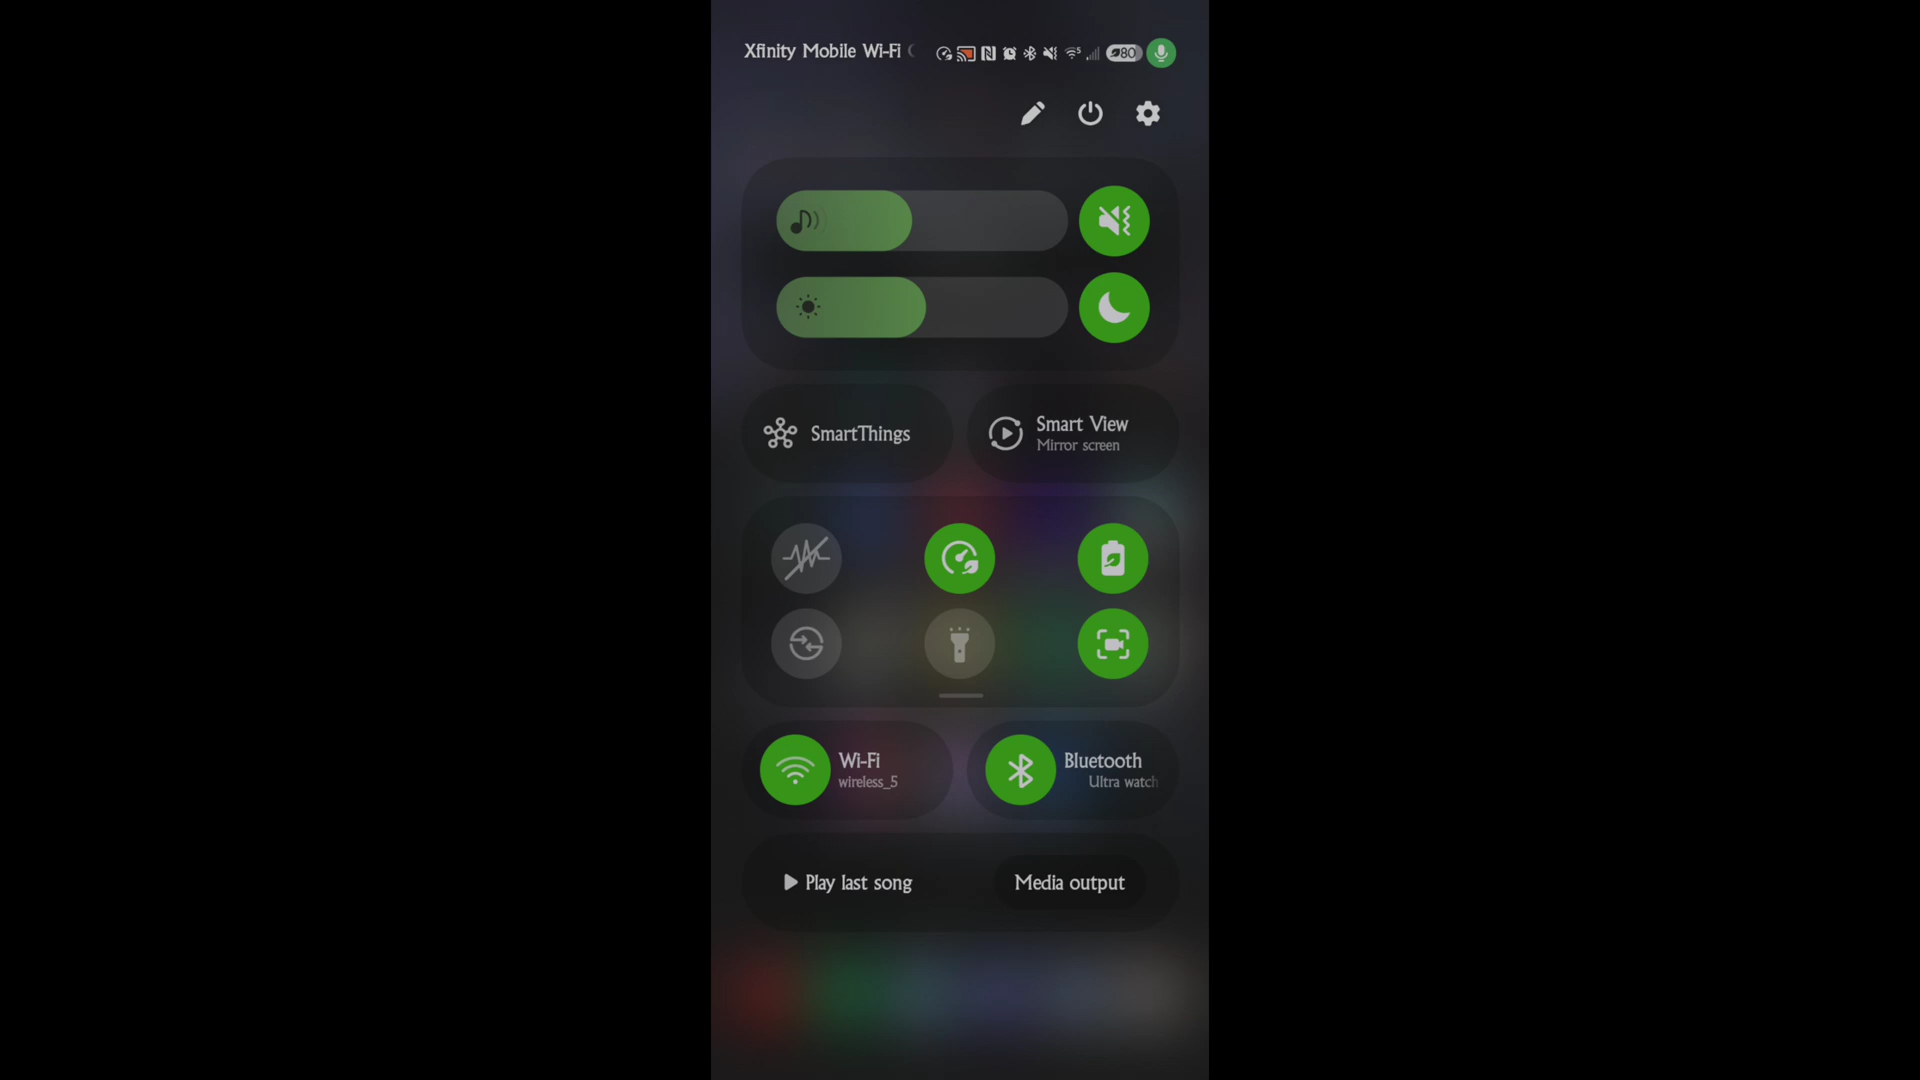 Xfinity Mobile Wi-Fi
5
80
SmartThings
Smart View
Mirror screen
Wi-Fi
wireless_5
Bluetooth
Ultra watch
Play last song
Media output